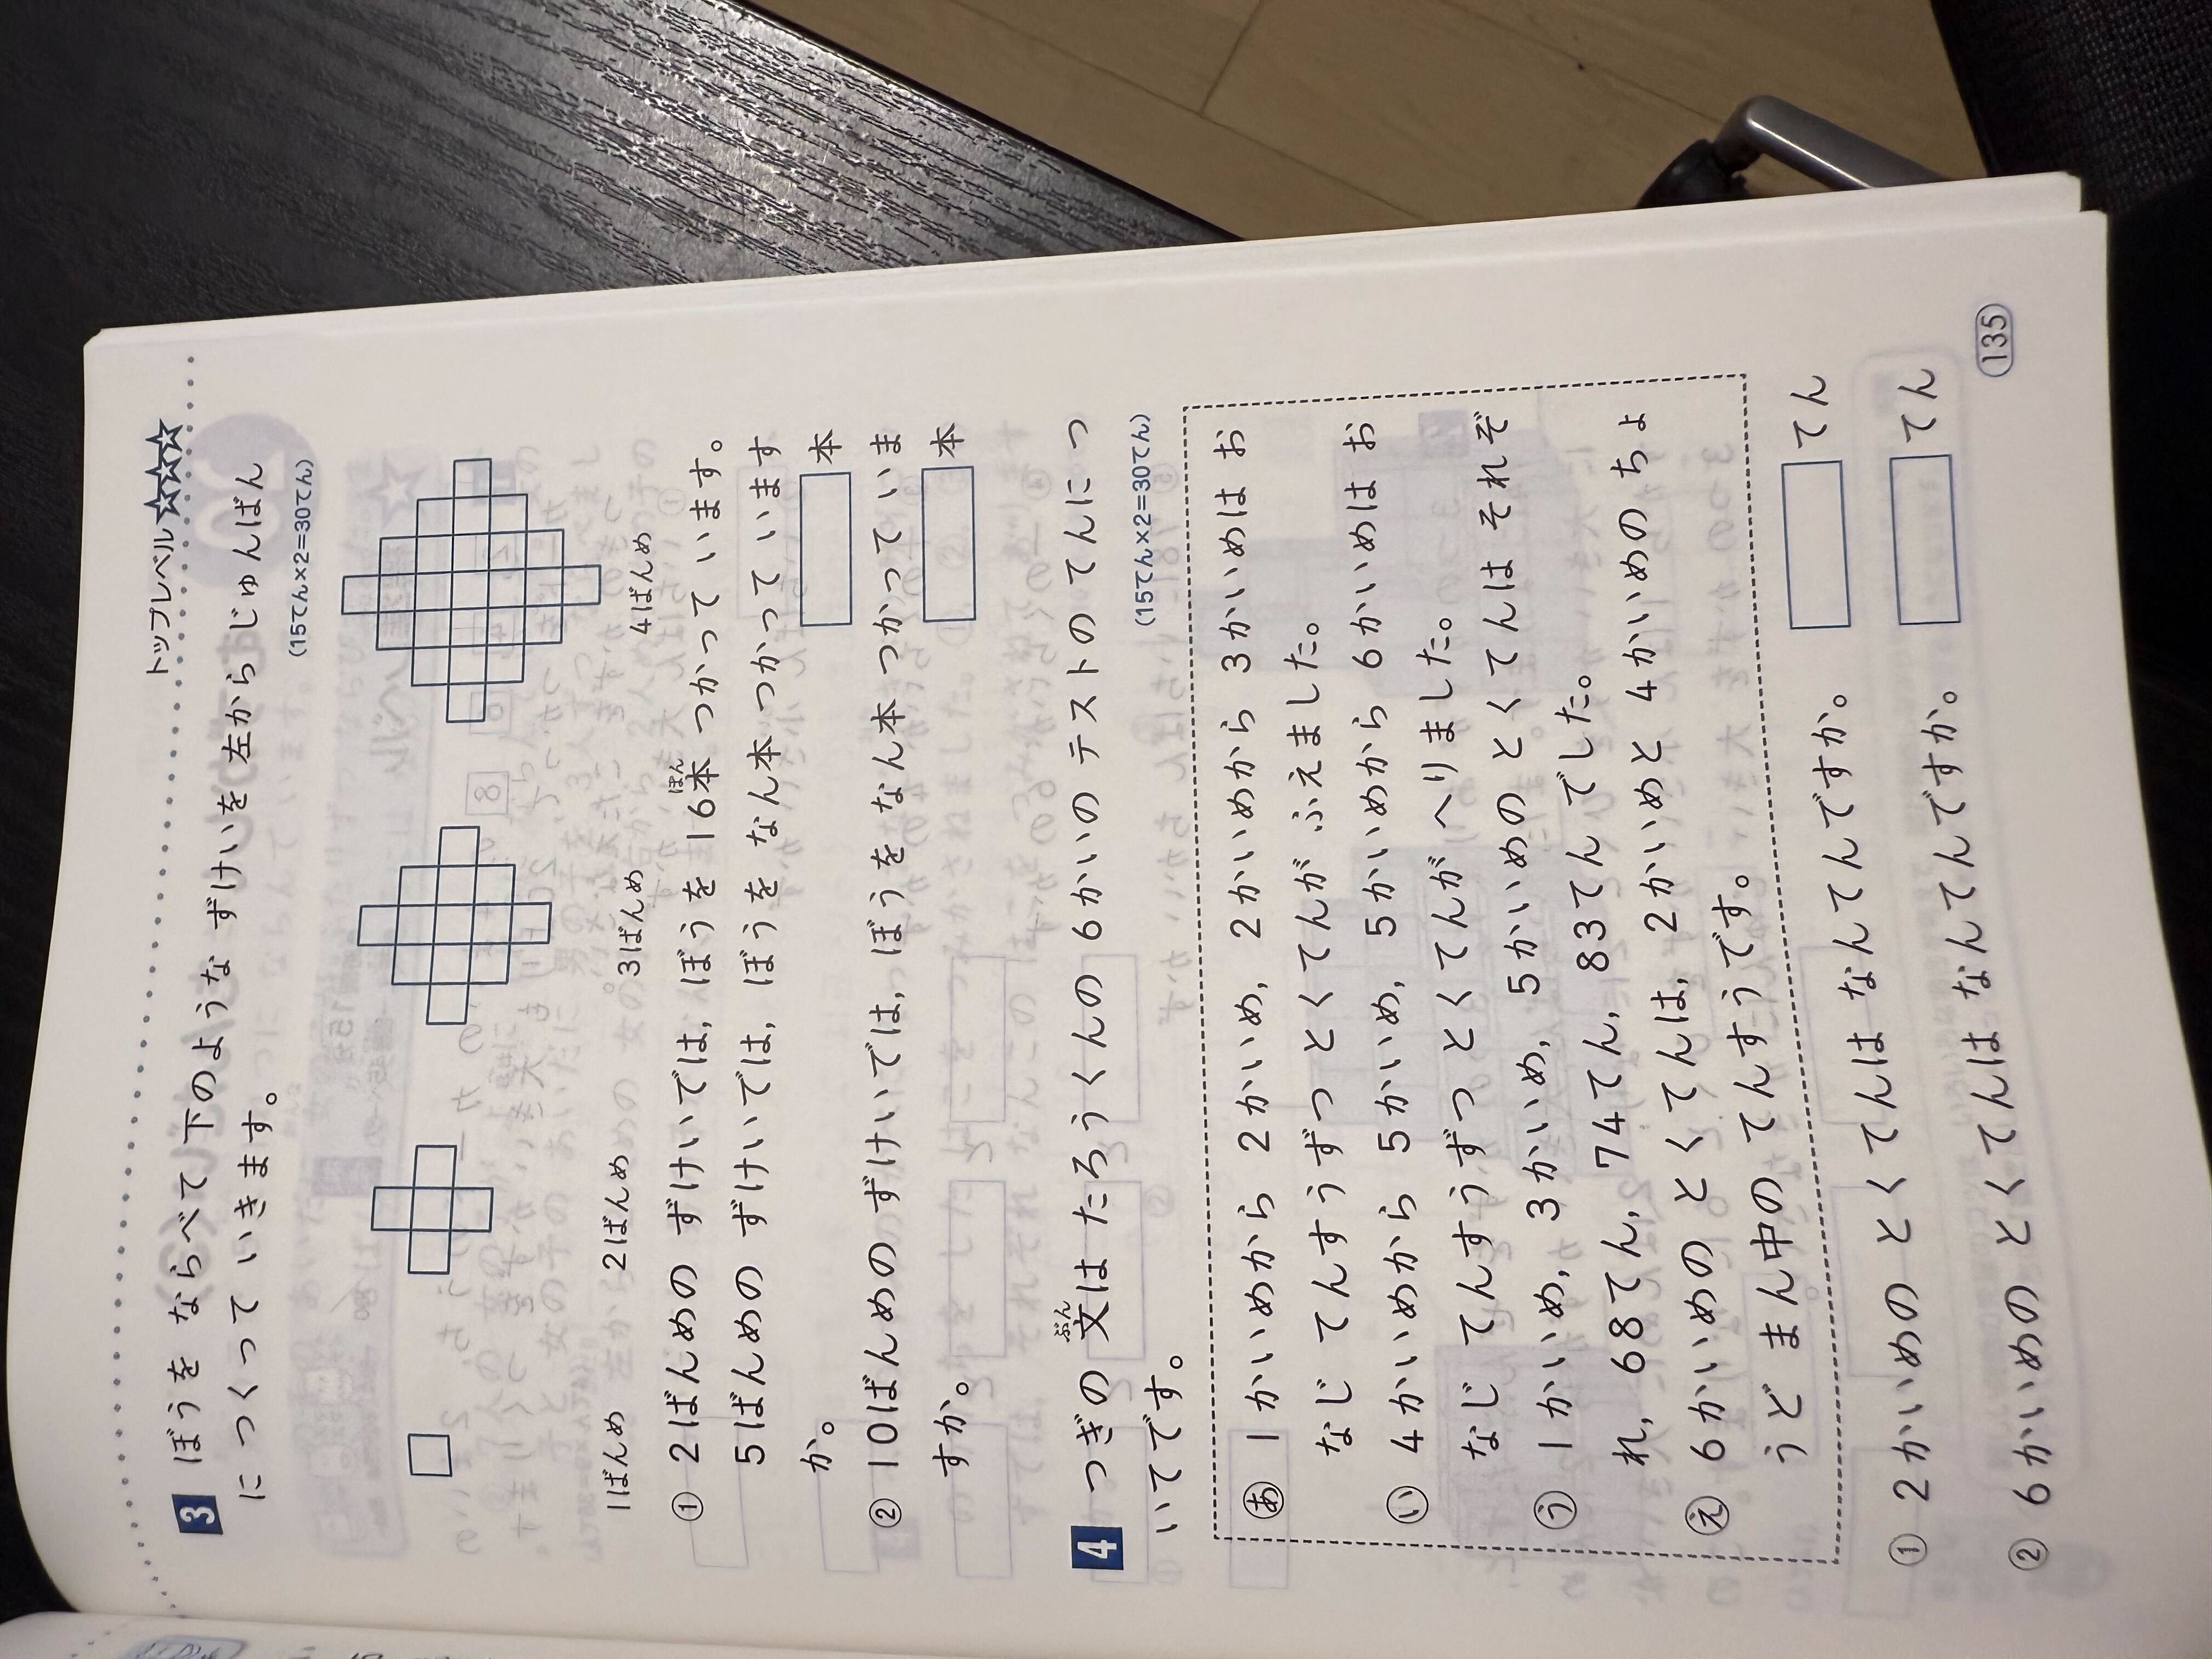 トップレベル☆☆☆
3 ぼうを ならべて 下のような ずけいを 左から じゅんばん
に つくって いきます。
(15てん×2=30てん)
1ばんめ 2ばんめ 3ばんめ 4ばんめ
① 2ばんめの ずけいでは, ぼうを 16本ほん つかって います。
5ばんめの ずけいでは, ぼうを なん本 つかって います
か。
本
② 10ばんめの ずけいでは, ぼうを なん本 つかって いま
すか。
本
4 つぎの 文ぶんは たろうくんの 6かいの テストの てんに つ
いてです。
(15てん×2=30てん)
あ 1かいめから 2かいめ, 2かいめから 3かいめは お
なじ てんすうずつ とくてんが ふえました。
い 4かいめから 5かいめ, 5かいめから 6かいめは お
なじ てんすうずつ とくてんが へりました。
う 1かいめ, 3かいめ, 5かいめの とくてんは それぞ
れ, 68てん, 74てん, 83てん でした。
え 6かいめの とくてんは, 2かいめと 4かいめの ちょ
うど まん中の てんすうです。
① 2かいめの とくてんは なんてんですか。
てん
② 6かいめの とくてんは なんてんですか。
てん
135